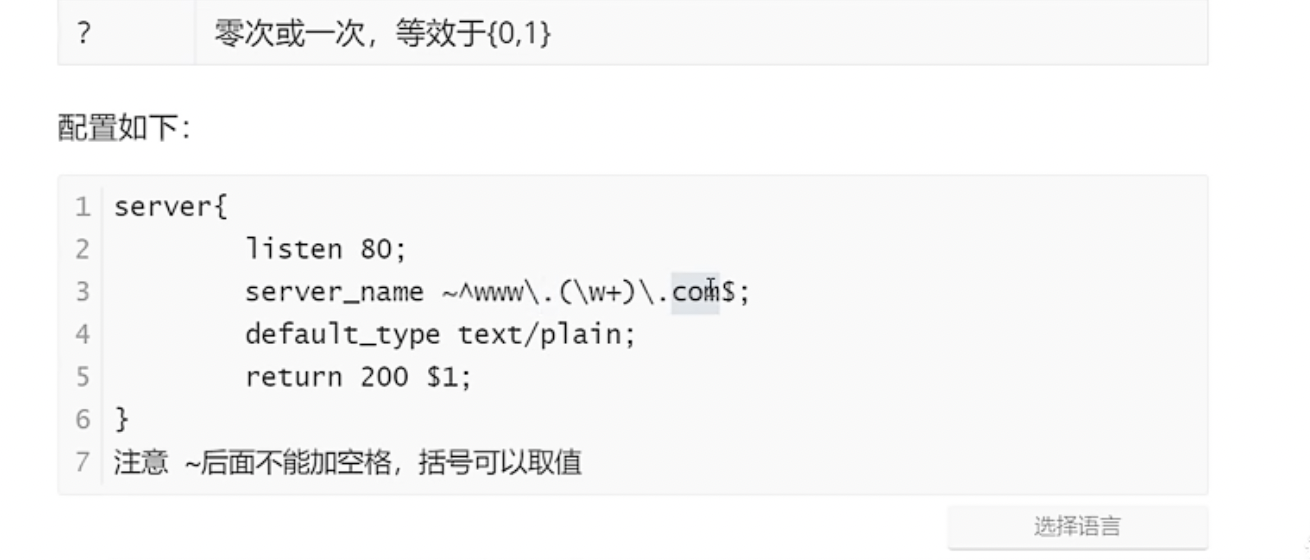 ? 零次或一次，等效于{0,1}
配置如下：
1 server{
2 listen 80;
3 server_name ~^www\.(\w+)\.com$;
4 default_type text/plain;
5 return 200 $1;
6 }
7 注意 ~后面不能加空格，括号可以取值
选择语言